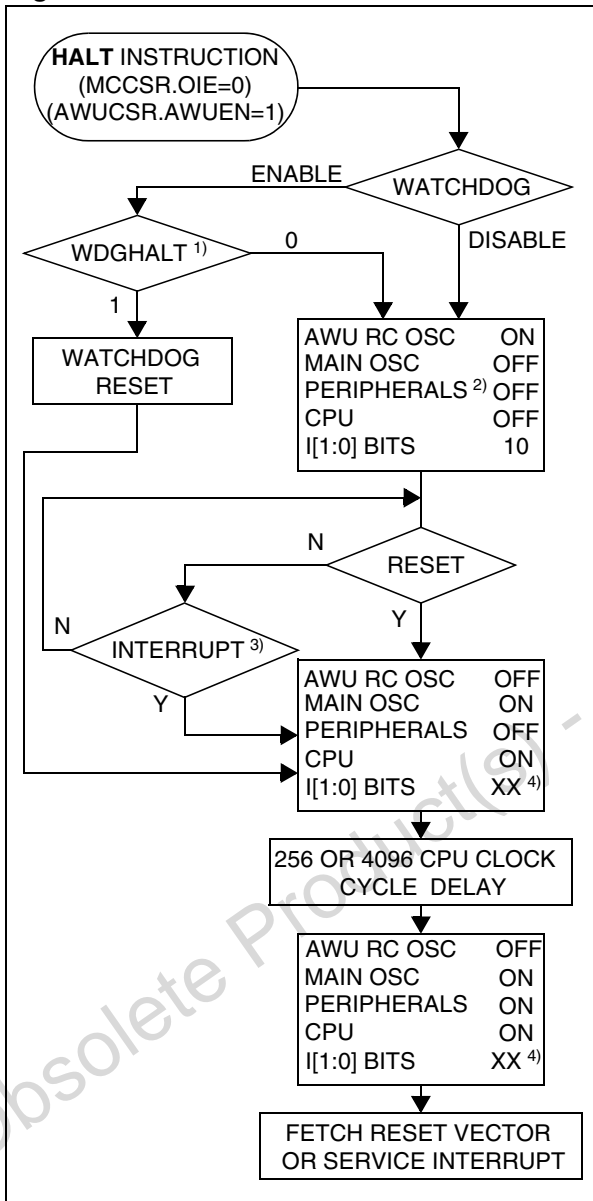 HALT INSTRUCTION
(MCCSR.OIE=0)
(AWUCSR.AWUEN=1)
ENABLE
WATCHDOG
WDGHALT 1)
0
DISABLE
1
WATCHDOG
RESET
AWU RC OSC ON
MAIN OSC OFF
PERIPHERALS 2) OFF
CPU OFF
I[1:0] BITS 10
N
RESET
N
INTERRUPT 3)
Y
Y
AWU RC OSC OFF
MAIN OSC ON
PERIPHERALS OFF
CPU ON
I[1:0] BITS XX 4)
256 OR 4096 CPU CLOCK
CYCLE DELAY
AWU RC OSC OFF
MAIN OSC ON
PERIPHERALS ON
CPU ON
I[1:0] BITS XX 4)
FETCH RESET VECTOR
OR SERVICE INTERRUPT
Obsolete Product(s) -